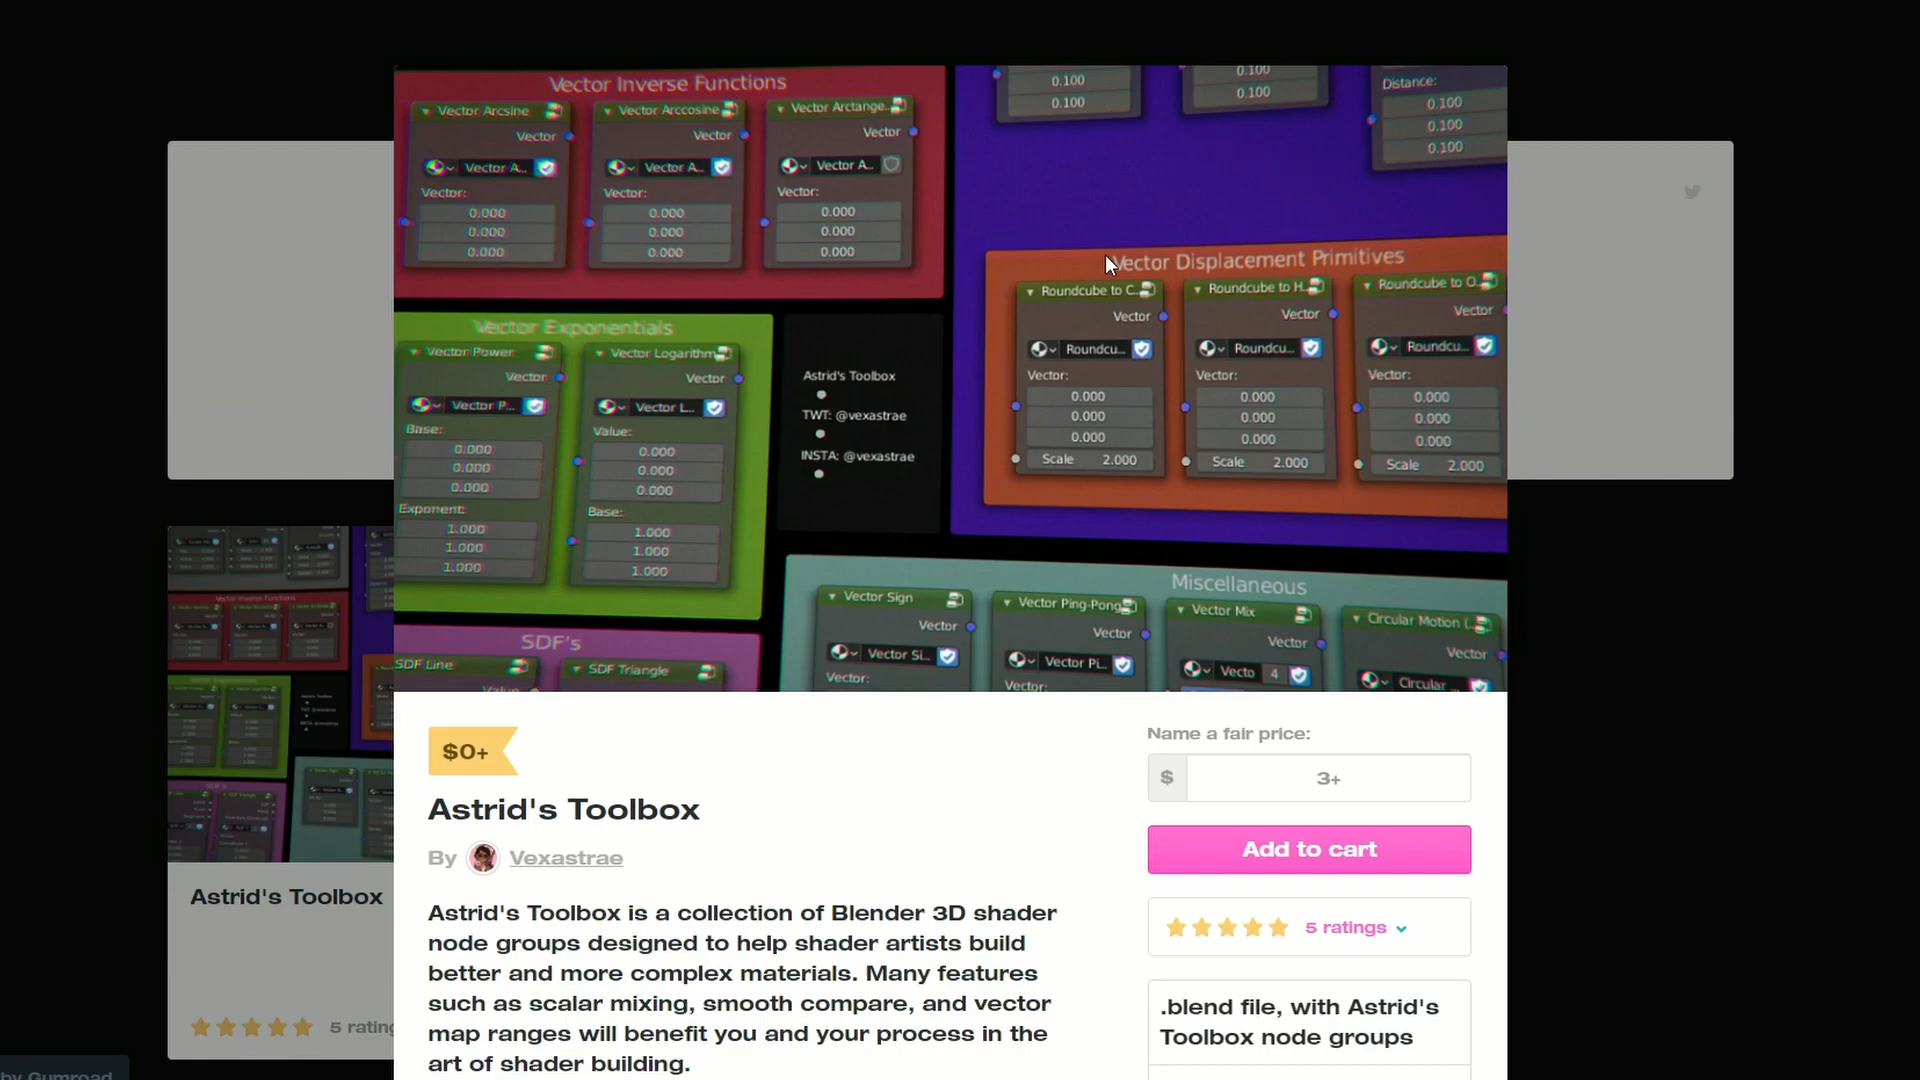 Vector Inverse Functions
Vector Arcsine
Vector Arccosine
Vector Arctange...
Vector
Vector
Vector
Vector A...
Vector A...
Vector A...
Vector:
Vector:
Vector:
0.000
0.000
0.000
0.000
0.000
0.000
0.000
0.000
0.000
0.100
0.100
0.100
0.100
Distance:
0.100
0.100
0.100
Vector Displacement Primitives
Roundcube to C...
Roundcube to H...
Roundcube to O...
Vector
Vector
Vector
Roundcu...
Roundcu...
Roundcu...
Vector:
Vector:
Vector:
0.000
0.000
0.000
0.000
0.000
0.000
0.000
0.000
0.000
Scale 2.000
Scale 2.000
Scale 2.000
Vector Exponentials
Vector Power
Vector Logarithm
Vector
Vector
Vector P...
Vector L...
Base:
Value:
0.000
0.000
0.000
0.000
0.000
0.000
Exponent:
Base:
1.000
1.000
1.000
1.000
1.000
1.000
Astrid's Toolbox
TWT: @vexastrae
INSTA: @vexastrae
SDF's
SDF Line
SDF Triangle
Value
Miscellaneous
Vector Sign
Vector Ping-Pong
Vector Mix
Circular Motion (...
Vector
Vector
Vector
Vector
Vector Si...
Vector Pi...
Vecto 4
Circular ...
Vector:
Vector:
$0+
Astrid's Toolbox
By Vexastrae
Astrid's Toolbox is a collection of Blender 3D shader
node groups designed to help shader artists build
better and more complex materials. Many features
such as scalar mixing, smooth compare, and vector
map ranges will benefit you and your process in the
art of shader building.
Name a fair price:
$ 3+
Add to cart
5 ratings
.blend file, with Astrid's
Toolbox node groups
Vector Inverse Functions
Astrid's Toolbox
5 rating
by Gumroad